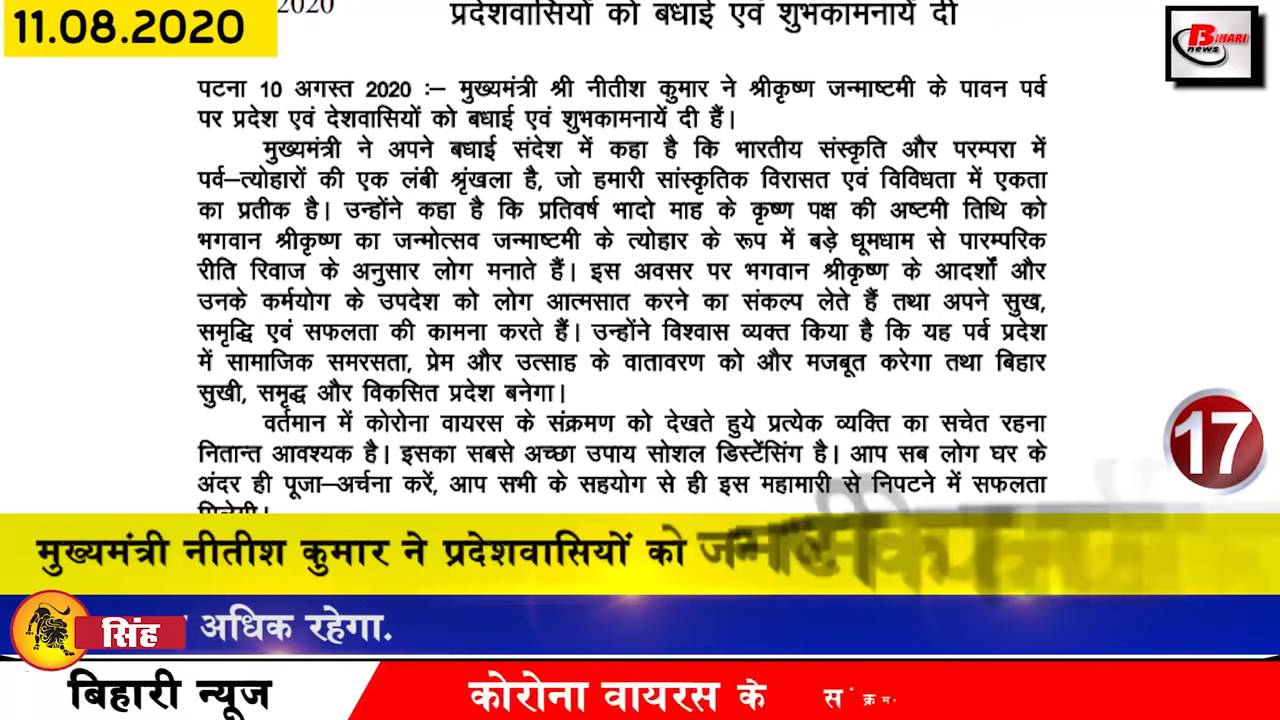 11.08.2020
2020
प्रदेशवासियों को बधाई एवं शुभकामनायें दी
BIHARI
news
पटना 10 अगस्त 2020 :– मुख्यमंत्री श्री नीतीश कुमार ने श्रीकृष्ण जन्माष्टमी के पावन पर्व
पर प्रदेश एवं देशवासियों को बधाई एवं शुभकामनायें दी हैं।
मुख्यमंत्री ने अपने बधाई संदेश में कहा है कि भारतीय संस्कृति और परम्परा में
पर्व–त्योहारों की एक लंबी श्रृंखला है, जो हमारी सांस्कृतिक विरासत एवं विविधता में एकता
का प्रतीक है। उन्होंने कहा है कि प्रतिवर्ष भादो माह के कृष्ण पक्ष की अष्टमी तिथि को
भगवान श्रीकृष्ण का जन्मोत्सव जन्माष्टमी के त्योहार के रूप में बड़े धूमधाम से पारम्परिक
रीति रिवाज के अनुसार लोग मनाते हैं। इस अवसर पर भगवान श्रीकृष्ण के आदर्शों और
उनके कर्मयोग के उपदेश को लोग आत्मसात करने का संकल्प लेते हैं तथा अपने सुख,
समृद्धि एवं सफलता की कामना करते हैं। उन्होंने विश्वास व्यक्त किया है कि यह पर्व प्रदेश
में सामाजिक समरसता, प्रेम और उत्साह के वातावरण को और मजबूत करेगा तथा बिहार
सुखी, समृद्ध और विकसित प्रदेश बनेगा।
वर्तमान में कोरोना वायरस के संक्रमण को देखते हुये प्रत्येक व्यक्ति का सचेत रहना
नितान्त आवश्यक है। इसका सबसे अच्छा उपाय सोशल डिस्टेंसिंग है। आप सब लोग घर के
अंदर ही पूजा–अर्चना करें, आप सभी के सहयोग से ही इस महामारी से निपटने में सफलता
17
मुख्यमंत्री नीतीश कुमार ने प्रदेशवासियों को
सिंह
अधिक रहेगा.
बिहारी न्यूज
कोरोना वायरस के संक्रम